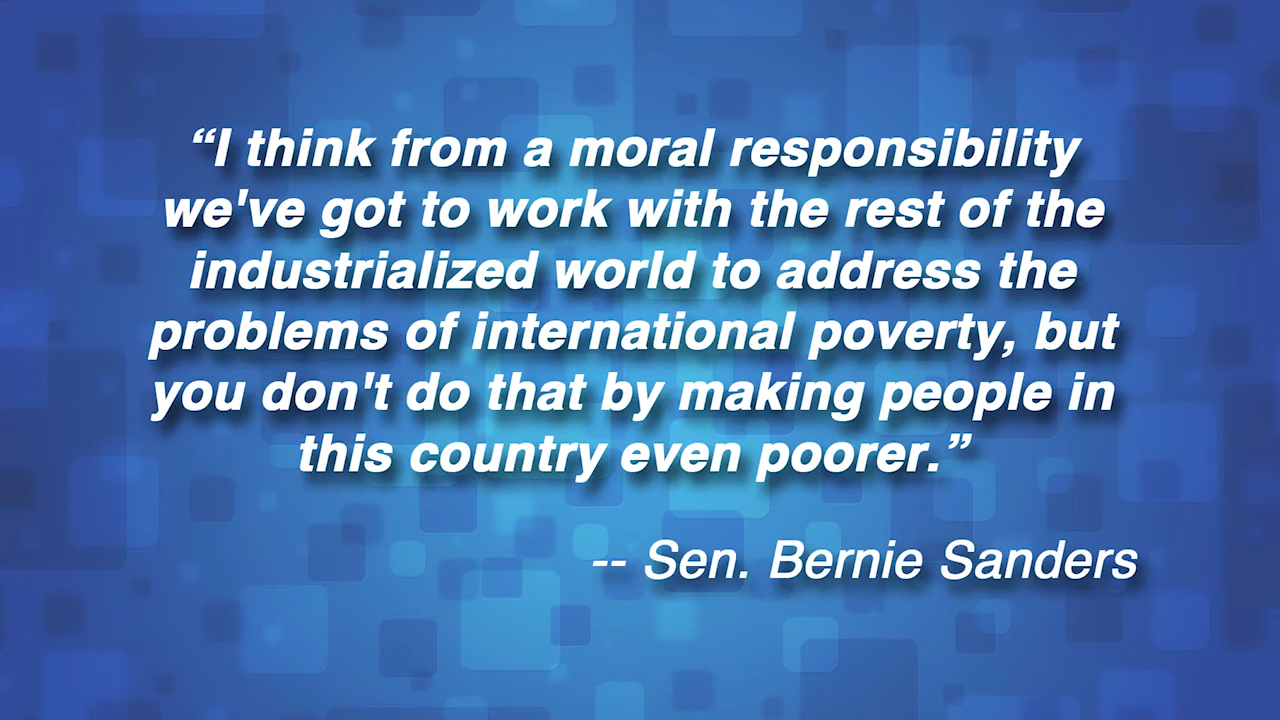 “I think from a moral responsibility
we've got to work with the rest of the
industrialized world to address the
problems of international poverty, but
you don't do that by making people in
this country even poorer.”
-- Sen. Bernie Sanders